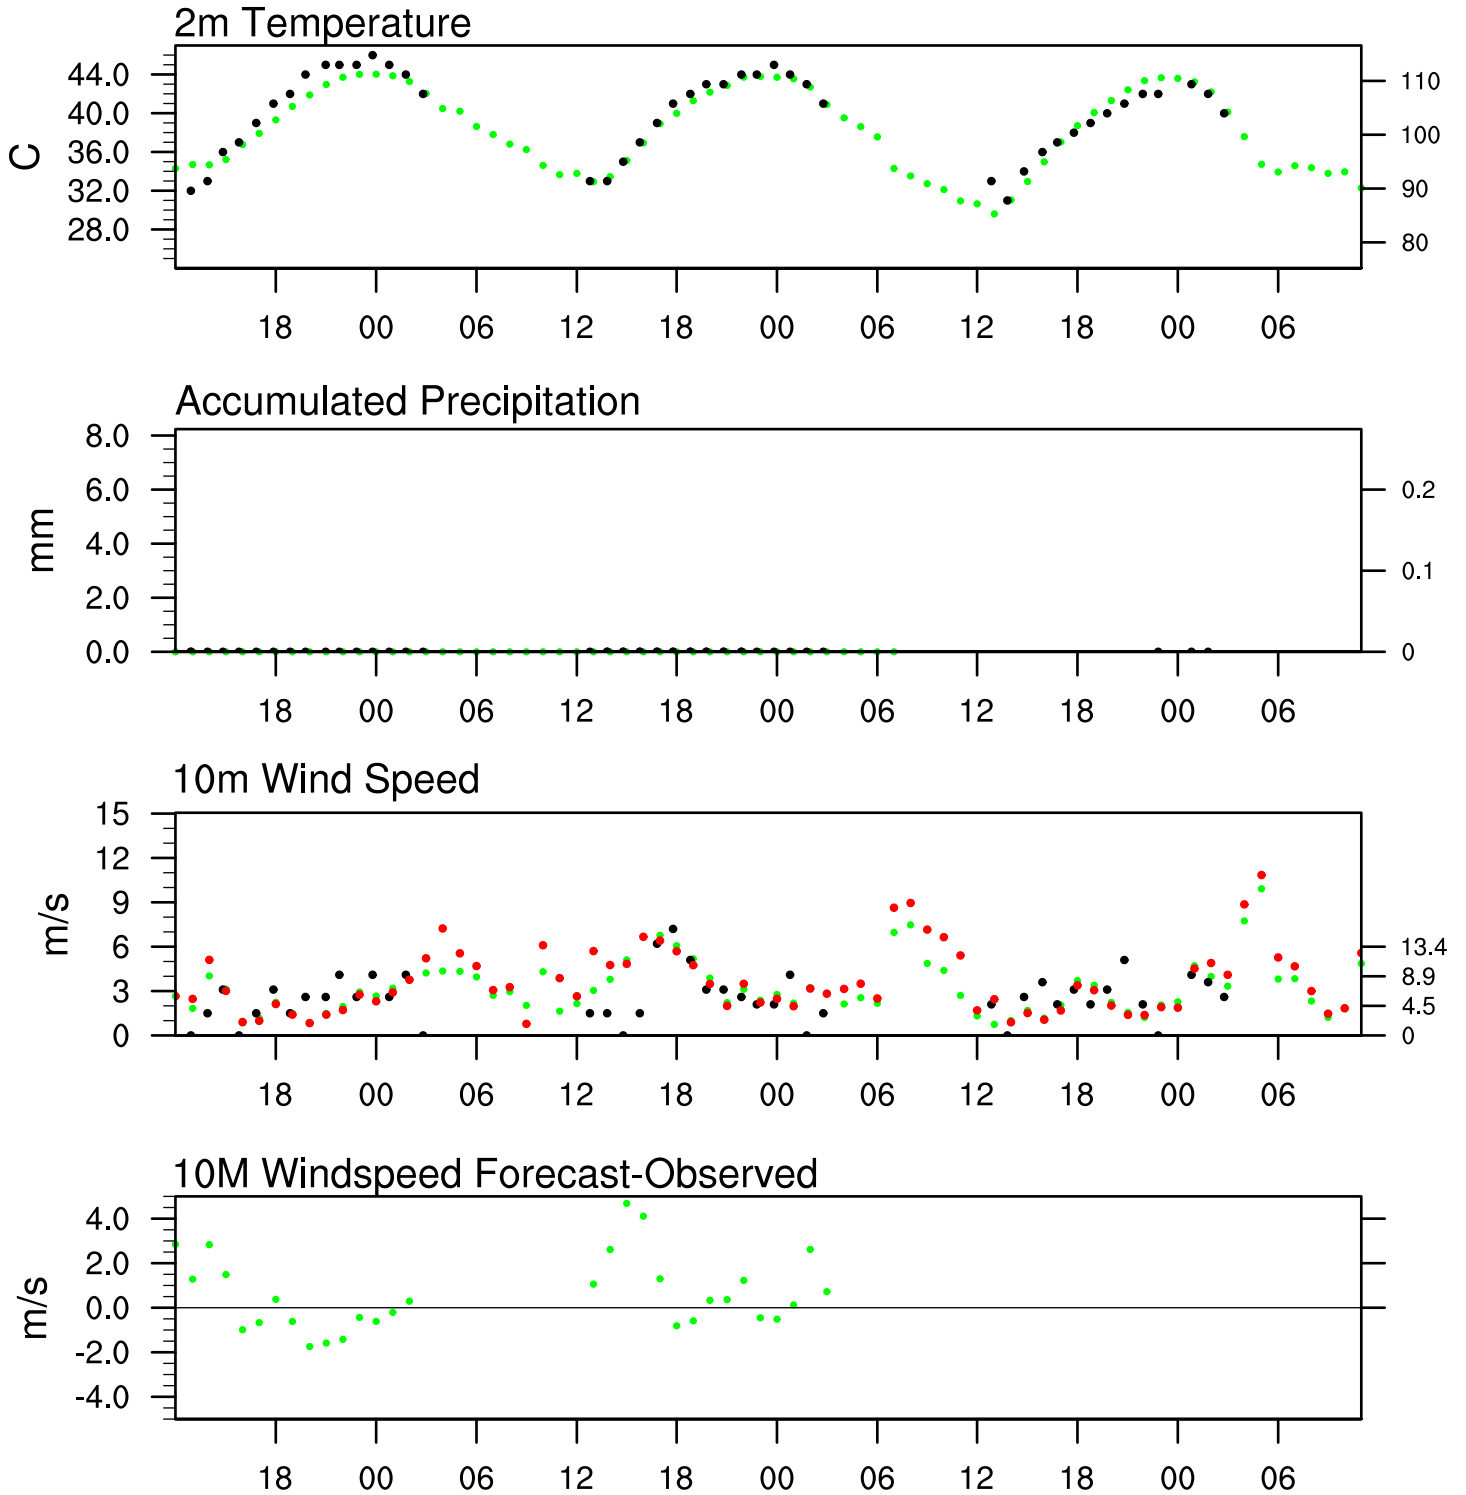 2m Temperature
44.0
40.0
36.0
32.0
28.0
C
110
100
90
80
18 00 06 12 18 00 06 12 18 00 06
Accumulated Precipitation
8.0
6.0
4.0
2.0
0.0
mm
0.2
0.1
0
18 00 06 12 18 00 06 12 18 00 06
10m Wind Speed
15
12
9
6
3
0
m/s
13.4
8.9
4.5
0
18 00 06 12 18 00 06 12 18 00 06
10M Windspeed Forecast-Observed
4.0
2.0
0.0
-2.0
-4.0
m/s
18 00 06 12 18 00 06 12 18 00 06